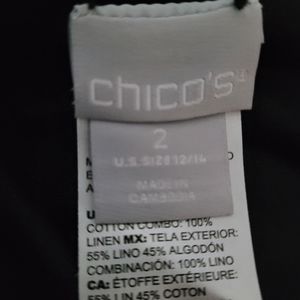 chico's
2
U.S. SIZE 12/14
MADE IN
CAMBODIA
COTTON COMBO: 100%
LINEN MX: TELA EXTERIOR:
55% LINO 45% ALGODÓN
COMBINACIÓN: 100% LINO
CA: ÉTOFFE EXTÉRIEURE:
55% LIN 45% COTON